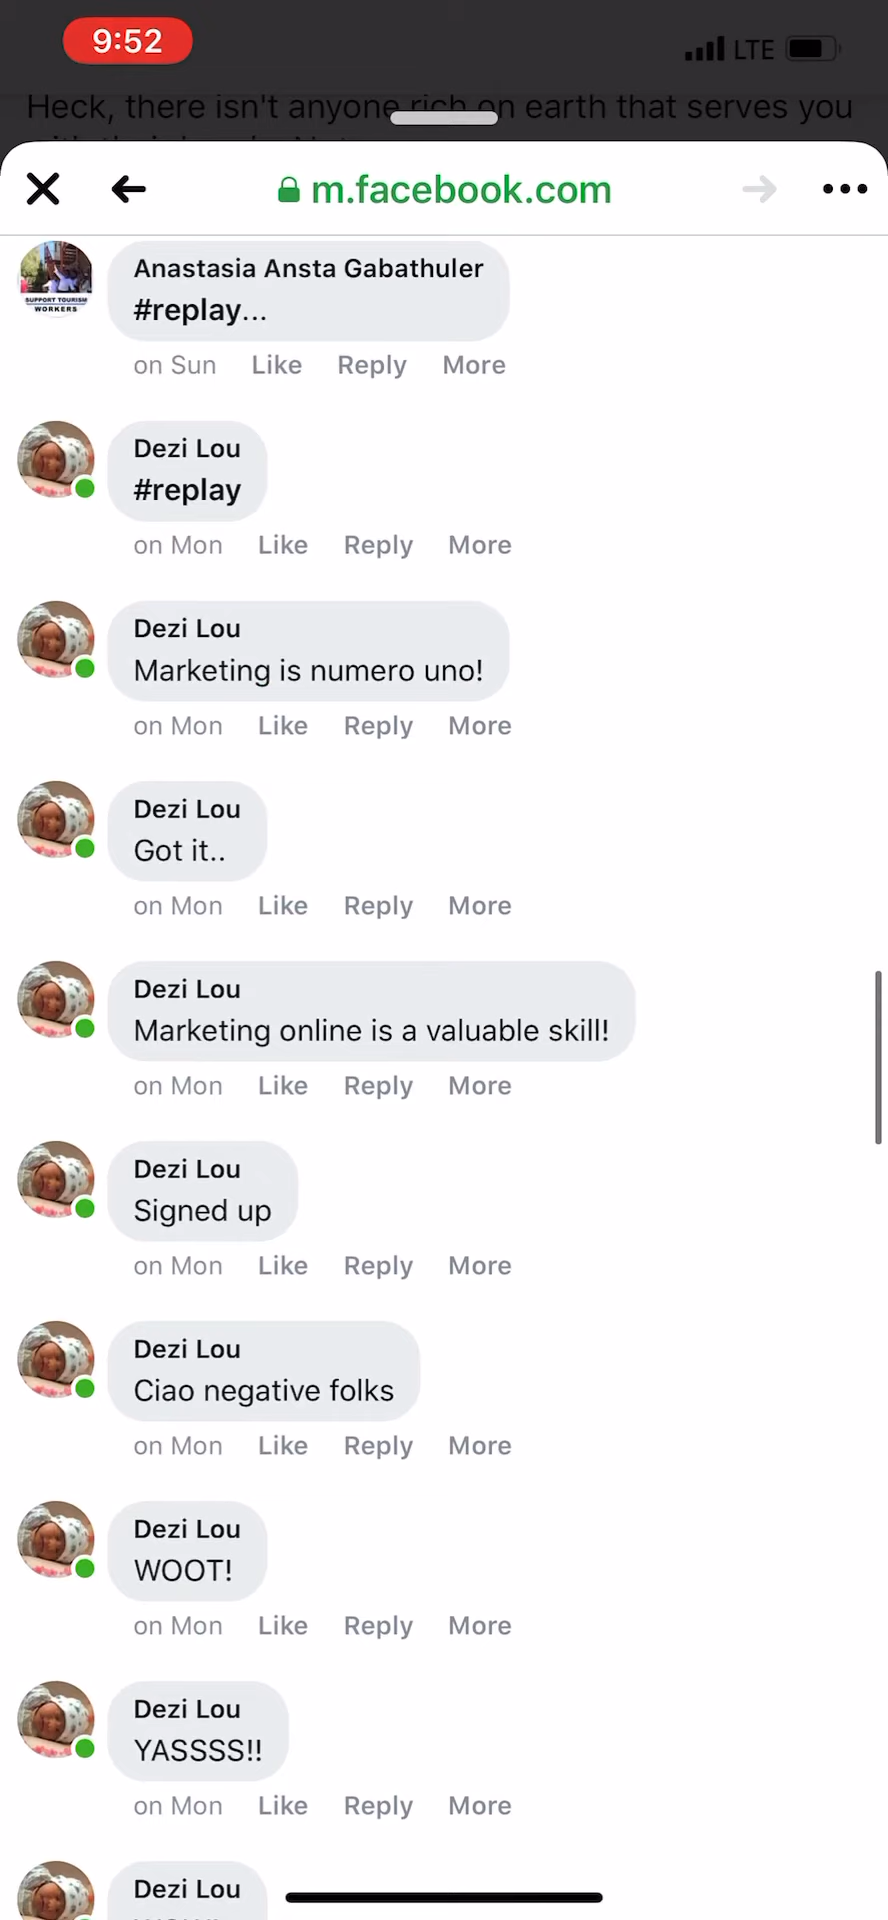 9:52
LTE
Heck, there isn't anyone rich on earth that serves you
m.facebook.com
SUPPORT TOURISM
WORKERS
Anastasia Ansta Gabathuler
#replay...
on Sun Like Reply More
Dezi Lou
#replay
on Mon Like Reply More
Dezi Lou
Marketing is numero uno!
on Mon Like Reply More
Dezi Lou
Got it..
on Mon Like Reply More
Dezi Lou
Marketing online is a valuable skill!
on Mon Like Reply More
Dezi Lou
Signed up
on Mon Like Reply More
Dezi Lou
Ciao negative folks
on Mon Like Reply More
Dezi Lou
WOOT!
on Mon Like Reply More
Dezi Lou
YASSSS!!
on Mon Like Reply More
Dezi Lou